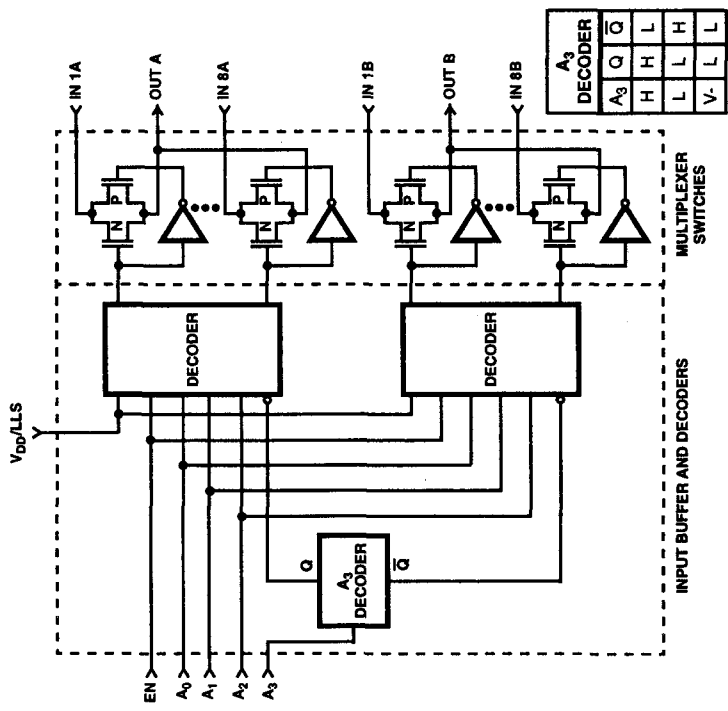 V_DD/LLS
EN
A₀
A₁
A₂
A₃
DECODER
DECODER
A₃
DECODER
Q
Q̅
N P
N P
N P
N P
IN 1A
OUT A
IN 8A
IN 1B
OUT B
IN 8B
INPUT BUFFER AND DECODERS
MULTIPLEXER
SWITCHES
A₃
DECODER
A₃ Q Q̅
H H L
L L H
V- L L